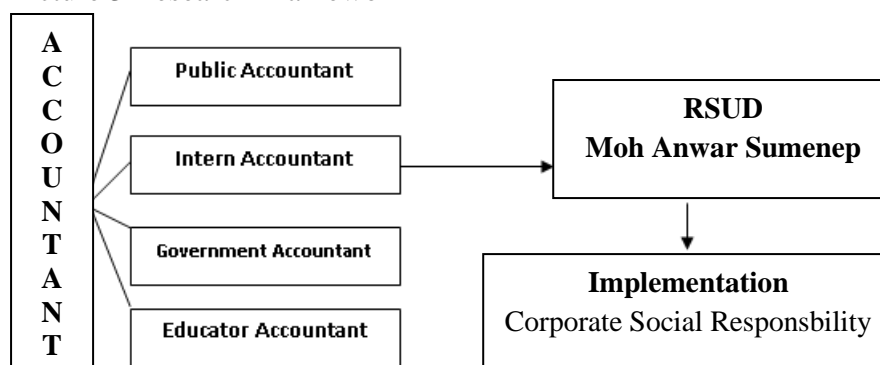 A
C
C
O
U
N
T
A
N
T
Public Accountant
Intern Accountant
Government Accountant
Educator Accountant
RSUD
Moh Anwar Sumenep
Implementation
Corporate Social Responsbility